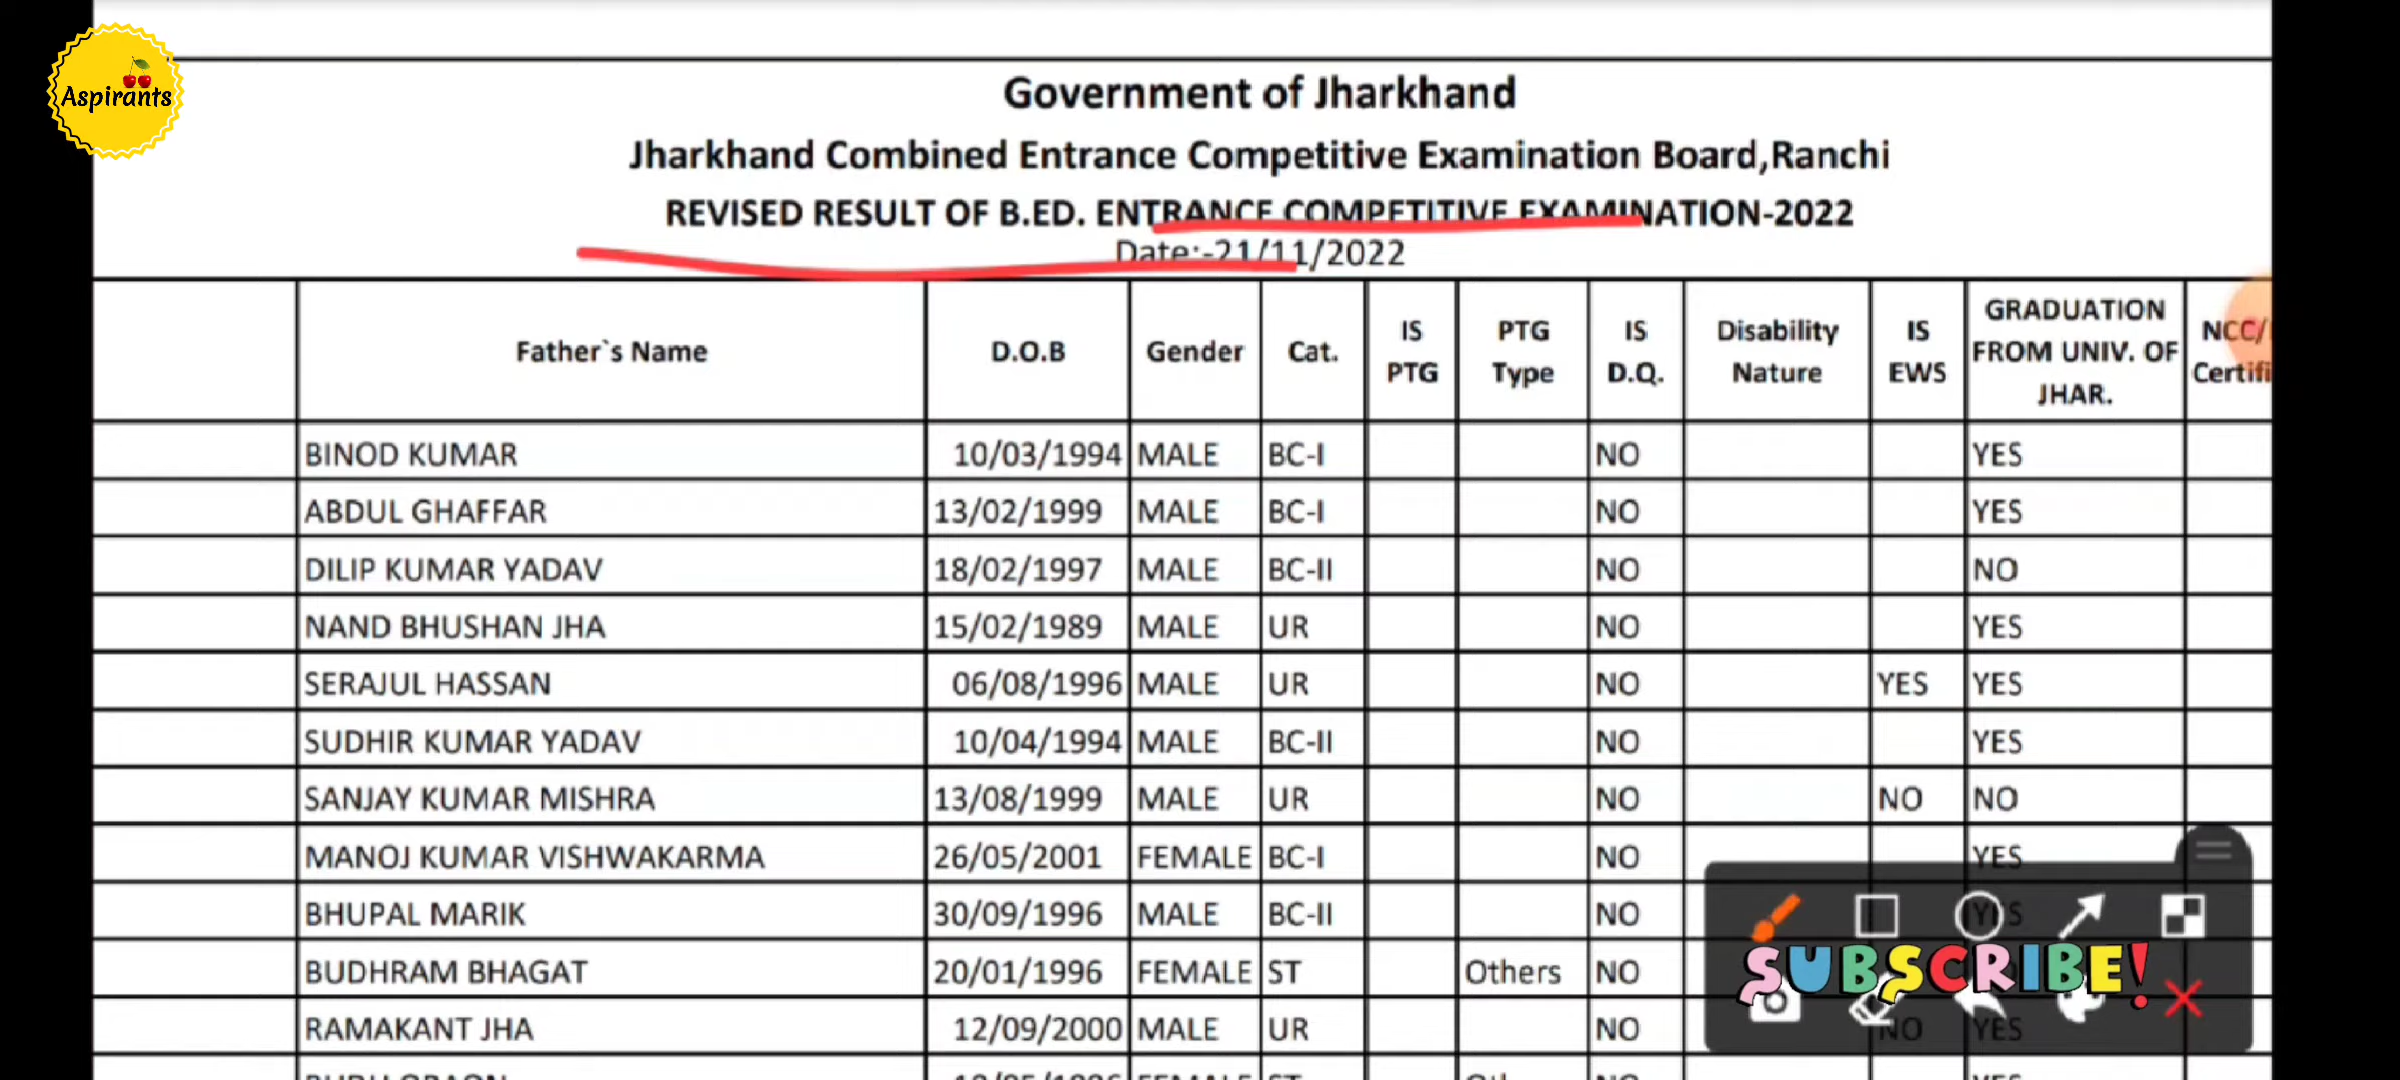 Aspirants
Government of Jharkhand
Jharkhand Combined Entrance Competitive Examination Board,Ranchi
REVISED RESULT OF B.ED. ENTRANCE COMPETITIVE EXAMINATION-2022
Date:-21/11/2022
Father`s Name D.O.B Gender Cat. IS PTG PTG Type IS D.Q. Disability Nature IS EWS GRADUATION FROM UNIV. OF JHAR. NCC/
BINOD KUMAR 10/03/1994 MALE BC-I NO YES
ABDUL GHAFFAR 13/02/1999 MALE BC-I NO YES
DILIP KUMAR YADAV 18/02/1997 MALE BC-II NO NO
NAND BHUSHAN JHA 15/02/1989 MALE UR NO YES
SERAJUL HASSAN 06/08/1996 MALE UR NO YES YES
SUDHIR KUMAR YADAV 10/04/1994 MALE BC-II NO YES
SANJAY KUMAR MISHRA 13/08/1999 MALE UR NO NO NO
MANOJ KUMAR VISHWAKARMA 26/05/2001 FEMALE BC-I NO YES
BHUPAL MARIK 30/09/1996 MALE BC-II NO YES
BUDHRAM BHAGAT 20/01/1996 FEMALE ST Others NO
SUBSCRIBE!
RAMAKANT JHA 12/09/2000 MALE UR NO NO YES